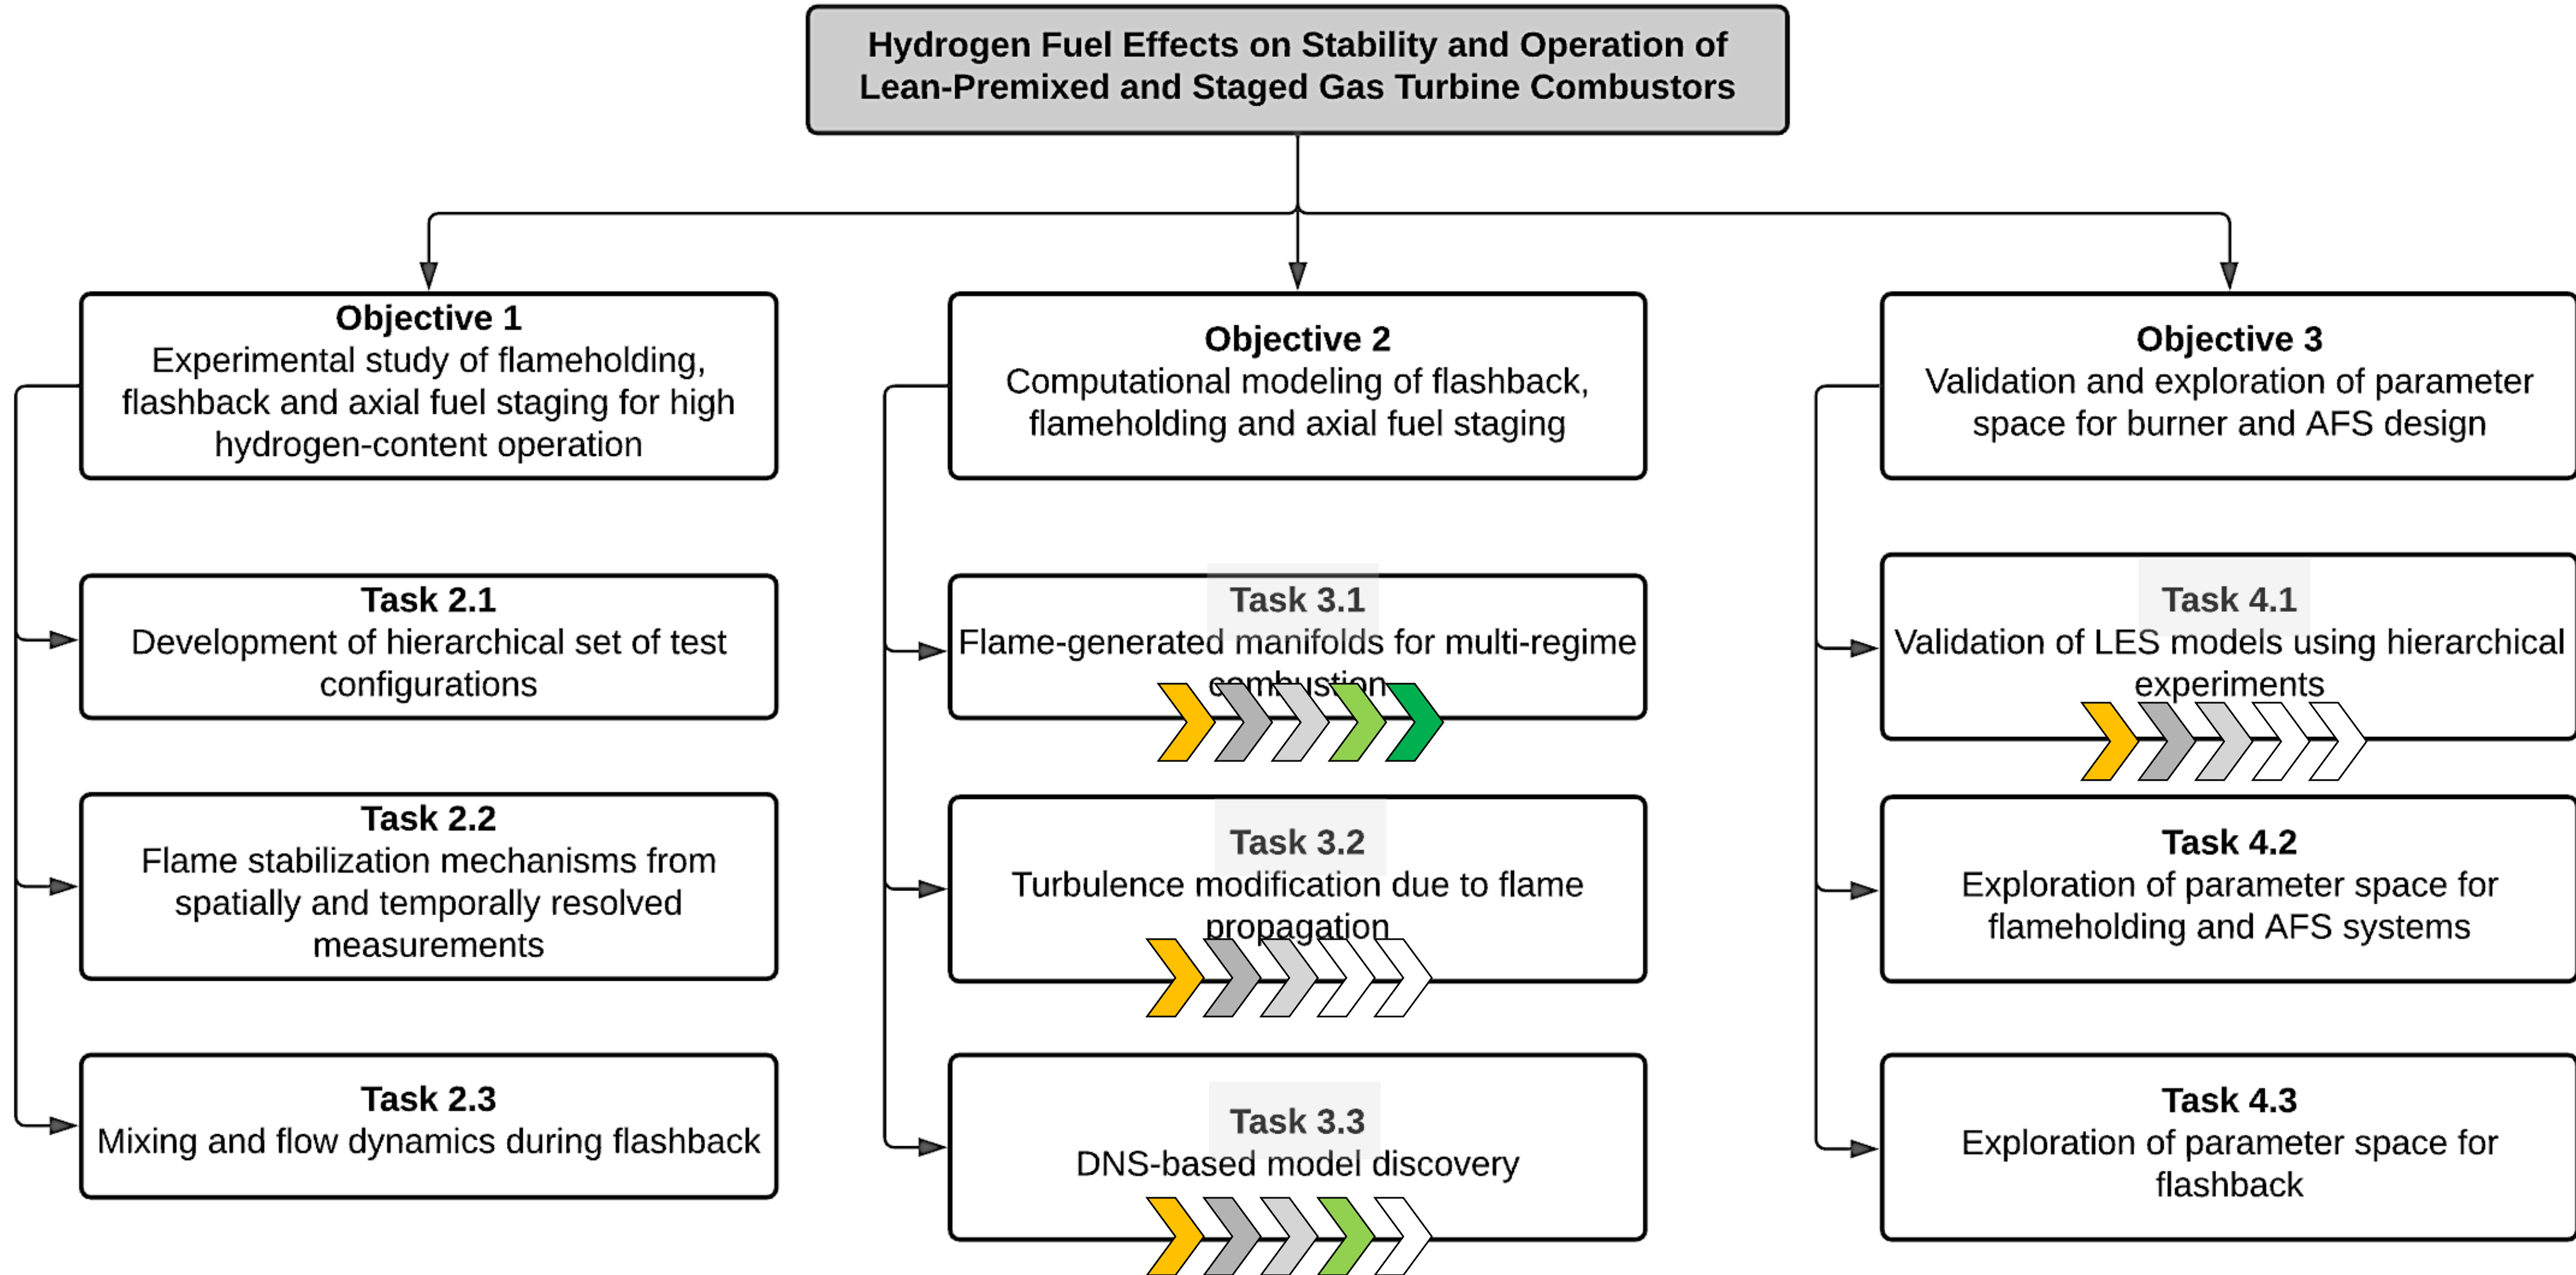 Hydrogen Fuel Effects on Stability and Operation of
Lean-Premixed and Staged Gas Turbine Combustors
Objective 1
Experimental study of flameholding,
flashback and axial fuel staging for high
hydrogen-content operation
Task 2.1
Development of hierarchical set of test
configurations
Task 2.2
Flame stabilization mechanisms from
spatially and temporally resolved
measurements
Task 2.3
Mixing and flow dynamics during flashback
Objective 2
Computational modeling of flashback,
flameholding and axial fuel staging
Task 3.1
Flame-generated manifolds for multi-regime
combustion
Task 3.2
Turbulence modification due to flame
propagation
Task 3.3
DNS-based model discovery
Objective 3
Validation and exploration of parameter
space for burner and AFS design
Task 4.1
Validation of LES models using hierarchical
experiments
Task 4.2
Exploration of parameter space for
flameholding and AFS systems
Task 4.3
Exploration of parameter space for
flashback